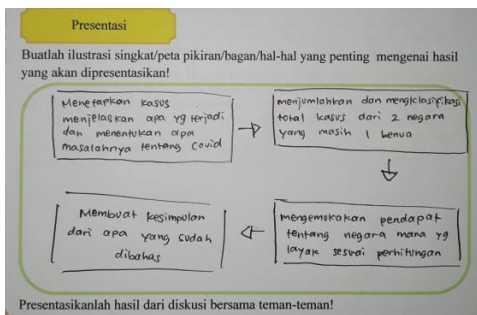 Presentasi
Buatlah ilustrasi singkat/peta pikiran/bagan/hal-hal yang penting mengenai hasil
yang akan dipresentasikan!
Menetapkan kasus
menjelaskan apa yg terjadi
dan menentukan apa
masalahnya tentang Covid
menjumlahkan dan mengklasifikasi
total kasus dari 2 negara
yang masih 1 benua
mengemukakan pendapat
tentang negara mana yg
layak sesuai perhitungan
Membuat kesimpulan
dari apa yang sudah
dibahas
Presentasikanlah hasil dari diskusi bersama teman-teman!